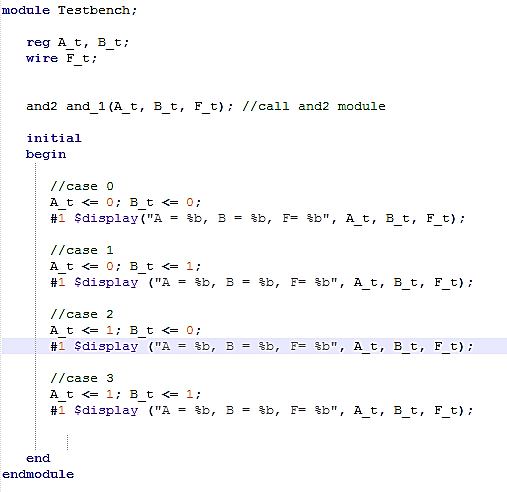 module Testbench;
reg A_t, B_t;
wire F_t;
and2 and_1(A_t, B_t, F_t); //call and2 module
initial
begin
//case 0
A_t <= 0; B_t <= 0;
#1 $display("A = %b, B = %b, F= %b", A_t, B_t, F_t);
//case 1
A_t <= 0; B_t <= 1;
#1 $display ("A = %b, B = %b, F= %b", A_t, B_t, F_t);
//case 2
A_t <= 1; B_t <= 0;
#1 $display ("A = %b, B = %b, F= %b", A_t, B_t, F_t);
//case 3
A_t <= 1; B_t <= 1;
#1 $display ("A = %b, B = %b, F= %b", A_t, B_t, F_t);
end
endmodule